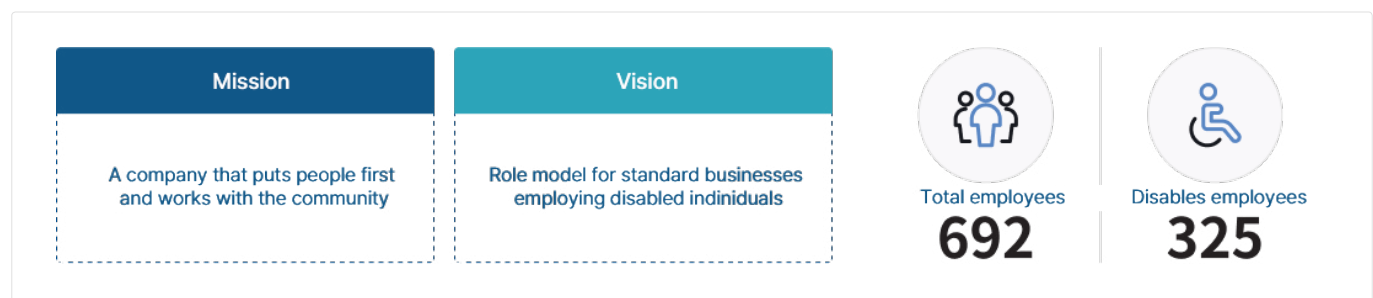 Mission
A company that puts people first
and works with the community
Vision
Role model for standard businesses
employing disabled indiniduals
Total employees
692
Disables employees
325